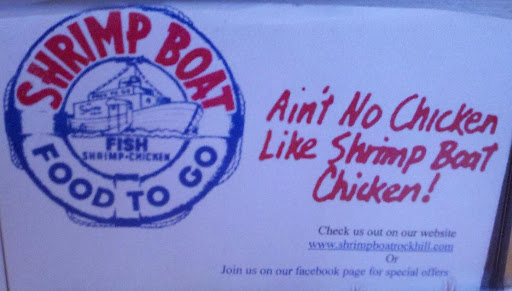 SHRIMP BOAT
FISH
SHRIMP-CHICKEN
FOOD TO GO
Ain't No Chicken
Like Shrimp Boat
Chicken!
Check us out on our website
www.shrimpboatrockhill.com
Or
Join us on our facebook page for special offers